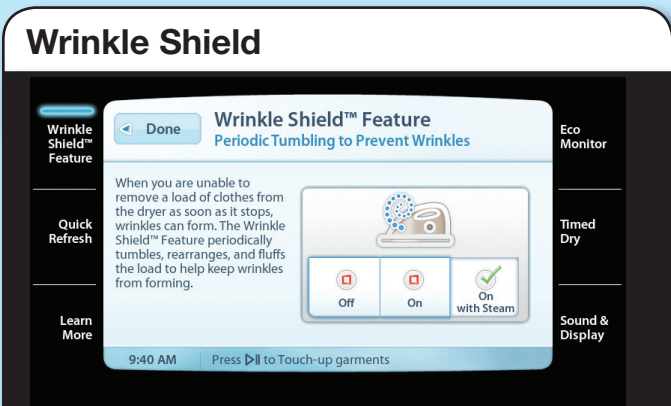 Wrinkle Shield
Wrinkle
Shield™
Feature
Quick
Refresh
Learn
More
Done
Wrinkle Shield™ Feature
Periodic Tumbling to Prevent Wrinkles
When you are unable to
remove a load of clothes from
the dryer as soon as it stops,
wrinkles can form. The Wrinkle
Shield™ Feature periodically
tumbles, rearranges, and fluffs
the load to help keep wrinkles
from forming.
Off
On
On
with Steam
9:40 AM
Press ▷II to Touch-up garments
Eco
Monitor
Timed
Dry
Sound &
Display